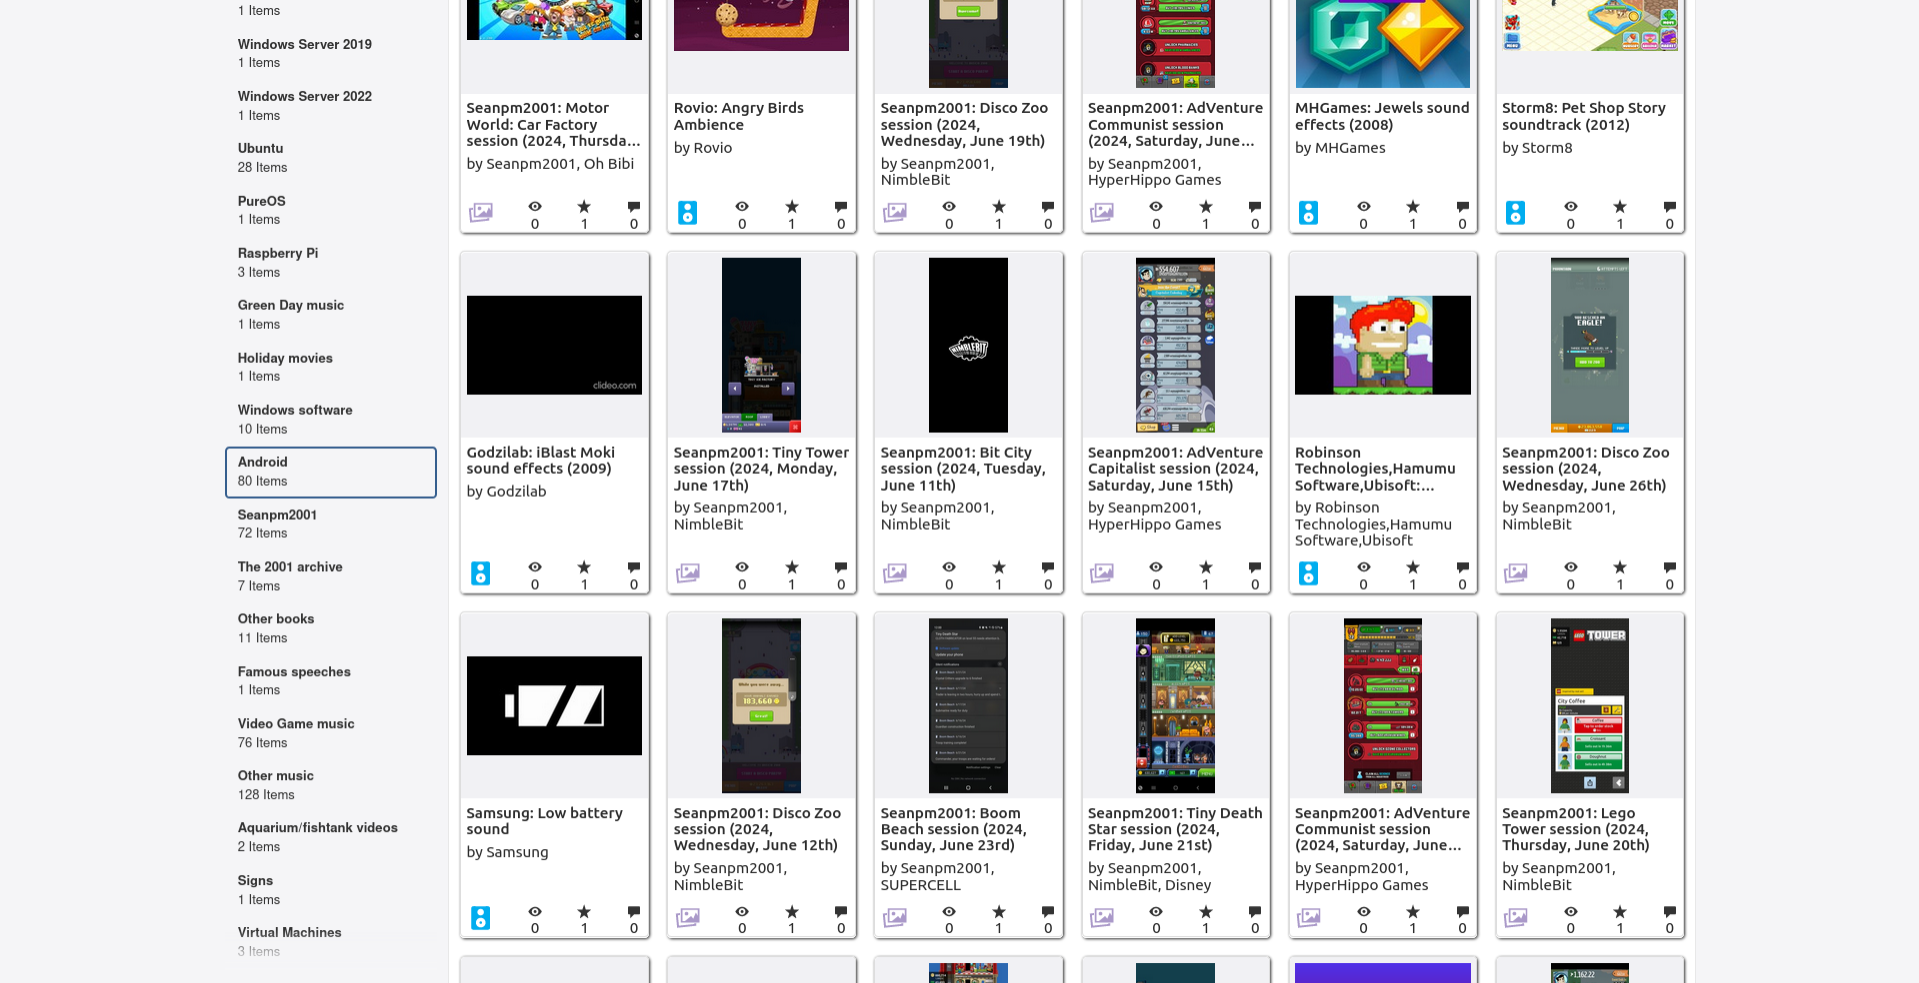 1 Items
Windows Server 2019
1 Items
Windows Server 2022
1 Items
Ubuntu
28 Items
PureOS
1 Items
Raspberry Pi
3 Items
Green Day music
1 Items
Holiday movies
1 Items
Windows software
10 Items
Android
80 Items
Seanpm2001
72 Items
The 2001 archive
7 Items
Other books
11 Items
Famous speeches
1 Items
Video Game music
76 Items
Other music
128 Items
Aquarium/fishtank videos
2 Items
Signs
1 Items
Virtual Machines
3 Items
Seanpm2001: Motor
World: Car Factory
session (2024, Thursda...
by Seanpm2001, Oh Bibi
0 1 0
Rovio: Angry Birds
Ambience
by Rovio
0 1 0
Seanpm2001: Disco Zoo
session (2024,
Wednesday, June 19th)
by Seanpm2001,
NimbleBit
0 1 0
Seanpm2001: AdVenture
Communist session
(2024, Saturday, June...
by Seanpm2001,
HyperHippo Games
0 1 0
MHGames: Jewels sound
effects (2008)
by MHGames
0 1 0
Storm8: Pet Shop Story
soundtrack (2012)
by Storm8
0 1 0
clideo.com
Godzilab: iBlast Moki
sound effects (2009)
by Godzilab
0 1 0
Seanpm2001: Tiny Tower
session (2024, Monday,
June 17th)
by Seanpm2001,
NimbleBit
0 1 0
NIMBLEBIT
Seanpm2001: Bit City
session (2024, Tuesday,
June 11th)
by Seanpm2001,
NimbleBit
0 1 0
Seanpm2001: AdVenture
Capitalist session (2024,
Saturday, June 15th)
by Seanpm2001,
HyperHippo Games
0 1 0
Robinson
Technologies,Hamumu
Software,Ubisoft:...
by Robinson
Technologies,Hamumu
Software,Ubisoft
0 1 0
EAGLE!
Seanpm2001: Disco Zoo
session (2024,
Wednesday, June 26th)
by Seanpm2001,
NimbleBit
0 1 0
Samsung: Low battery
sound
by Samsung
0 1 0
While you were away...
183,660
Seanpm2001: Disco Zoo
session (2024,
Wednesday, June 12th)
by Seanpm2001,
NimbleBit
0 1 0
Seanpm2001: Boom
Beach session (2024,
Sunday, June 23rd)
by Seanpm2001,
SUPERCELL
0 1 0
Seanpm2001: Tiny Death
Star session (2024,
Friday, June 21st)
by Seanpm2001,
NimbleBit, Disney
0 1 0
Seanpm2001: AdVenture
Communist session
(2024, Saturday, June...
by Seanpm2001,
HyperHippo Games
0 1 0
TOWER
City Coffee
Seanpm2001: Lego
Tower session (2024,
Thursday, June 20th)
by Seanpm2001,
NimbleBit
0 1 0